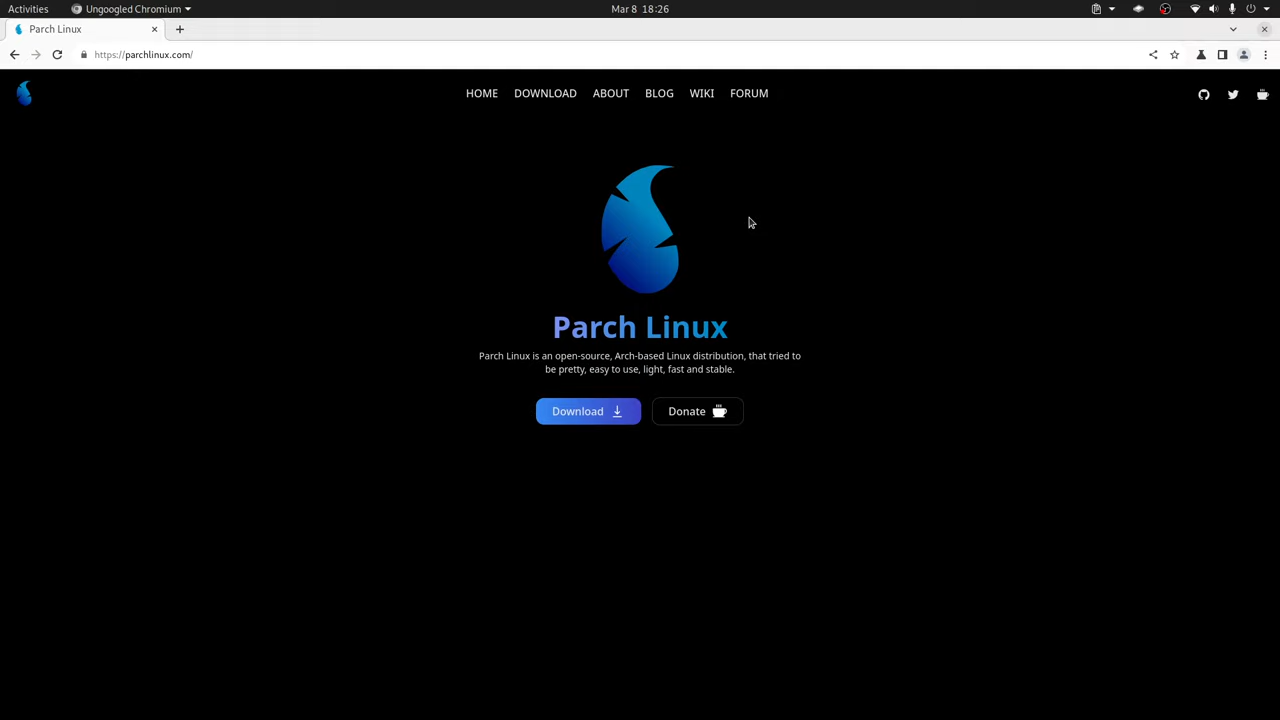 Activities
Ungoogled Chromium
Mar 8 18:26
Parch Linux
https://parchlinux.com/
HOME
DOWNLOAD
ABOUT
BLOG
WIKI
FORUM
Parch Linux
Parch Linux is an open-source, Arch-based Linux distribution, that tried to
be pretty, easy to use, light, fast and stable.
Download
Donate